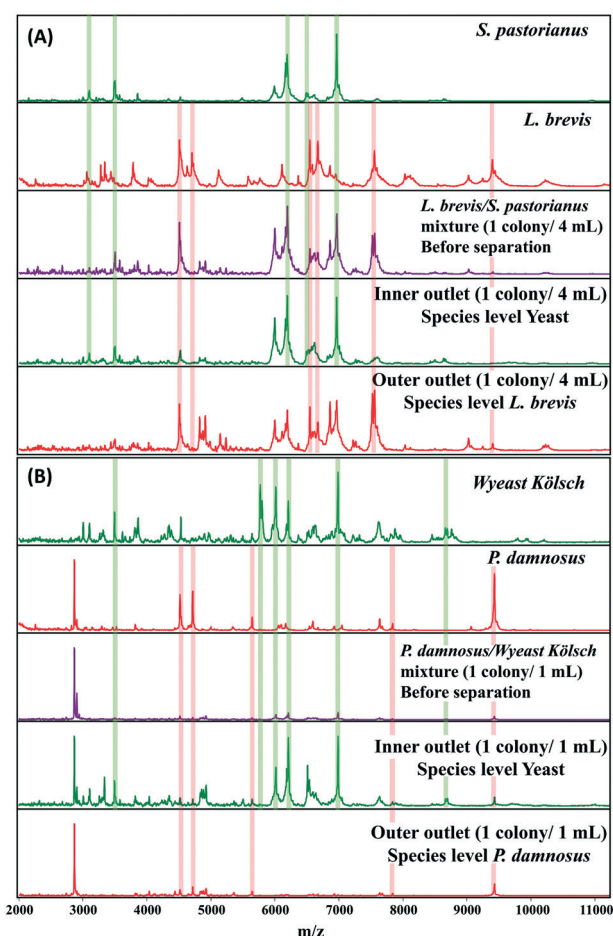 (A)
S. pastorianus
L. brevis
L. brevis/S. pastorianus
mixture (1 colony/ 4 mL)
Before separation
Inner outlet (1 colony/ 4 mL)
Species level Yeast
Outer outlet (1 colony/ 4 mL)
Species level L. brevis
(B)
Wyeast Kölsch
P. damnosus
P. damnosus/Wyeast Kölsch
mixture (1 colony/ 1 mL)
Before separation
Inner outlet (1 colony/ 1 mL)
Species level Yeast
Outer outlet (1 colony/ 1 mL)
Species level P. damnosus
2000 3000 4000 5000 6000 7000 8000 9000 10000 11000
m/z